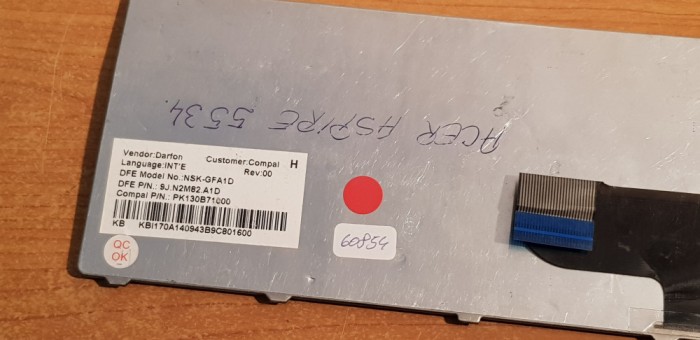 ACER ASPIRE 5534
Vendor:Darfon Customer:Compal H
Language:INT'E Rev:00
DFE Model No.:NSK-GFA1D
DFE P/N.: 9J.N2M82.A1D
Compal P/N.: PK130B71000
KB KBI170A140943B9C801600
QC
OK
60854